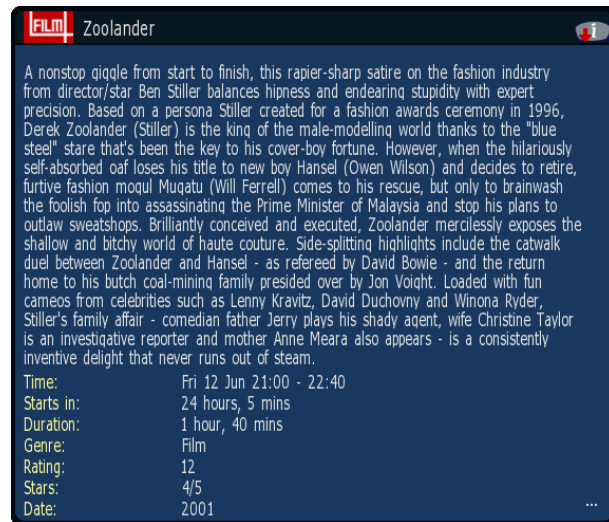 FILM Zoolander
i
A nonstop giggle from start to finish, this rapier-sharp satire on the fashion industry
from director/star Ben Stiller balances hipness and endearing stupidity with expert
precision. Based on a persona Stiller created for a fashion awards ceremony in 1996,
Derek Zoolander (Stiller) is the king of the male-modelling world thanks to the "blue
steel" stare that's been the key to his cover-boy fortune. However, when the hilariously
self-absorbed oaf loses his title to new boy Hansel (Owen Wilson) and decides to retire,
furtive fashion mogul Mugatu (Will Ferrell) comes to his rescue, but only to brainwash
the foolish fop into assassinating the Prime Minister of Malaysia and stop his plans to
outlaw sweatshops. Brilliantly conceived and executed, Zoolander mercilessly exposes the
shallow and bitchy world of haute couture. Side-splitting highlights include the catwalk
duel between Zoolander and Hansel - as refereed by David Bowie - and the return
home to his butch coal-mining family presided over by Jon Voight. Loaded with fun
cameos from celebrities such as Lenny Kravitz, David Duchovny and Winona Ryder,
Stiller's family affair - comedian father Jerry plays his shady agent, wife Christine Taylor
is an investigative reporter and mother Anne Meara also appears - is a consistently
inventive delight that never runs out of steam.
Time: Fri 12 Jun 21:00 - 22:40
Starts in: 24 hours, 5 mins
Duration: 1 hour, 40 mins
Genre: Film
Rating: 12
Stars: 4/5
Date: 2001 ...